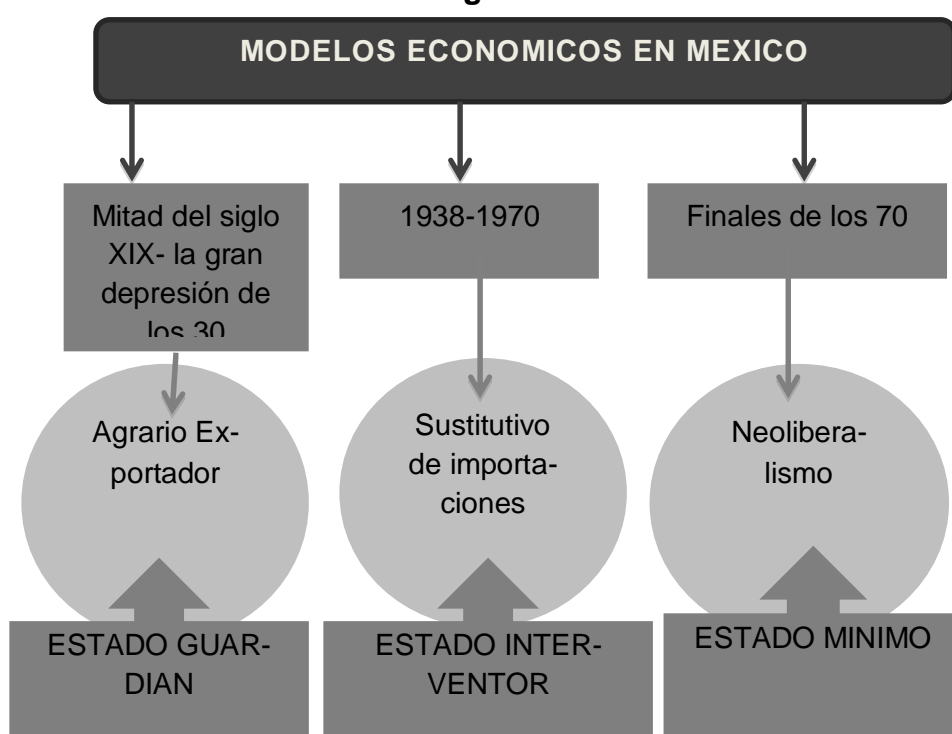 MODELOS ECONOMICOS EN MEXICO
Mitad del siglo
XIX- la gran
depresión de
los 30
1938-1970
Finales de los 70
Agrario Ex-
portador
Sustitutivo
de importa-
ciones
Neolibera-
lismo
ESTADO GUAR-
DIAN
ESTADO INTER-
VENTOR
ESTADO MINIMO